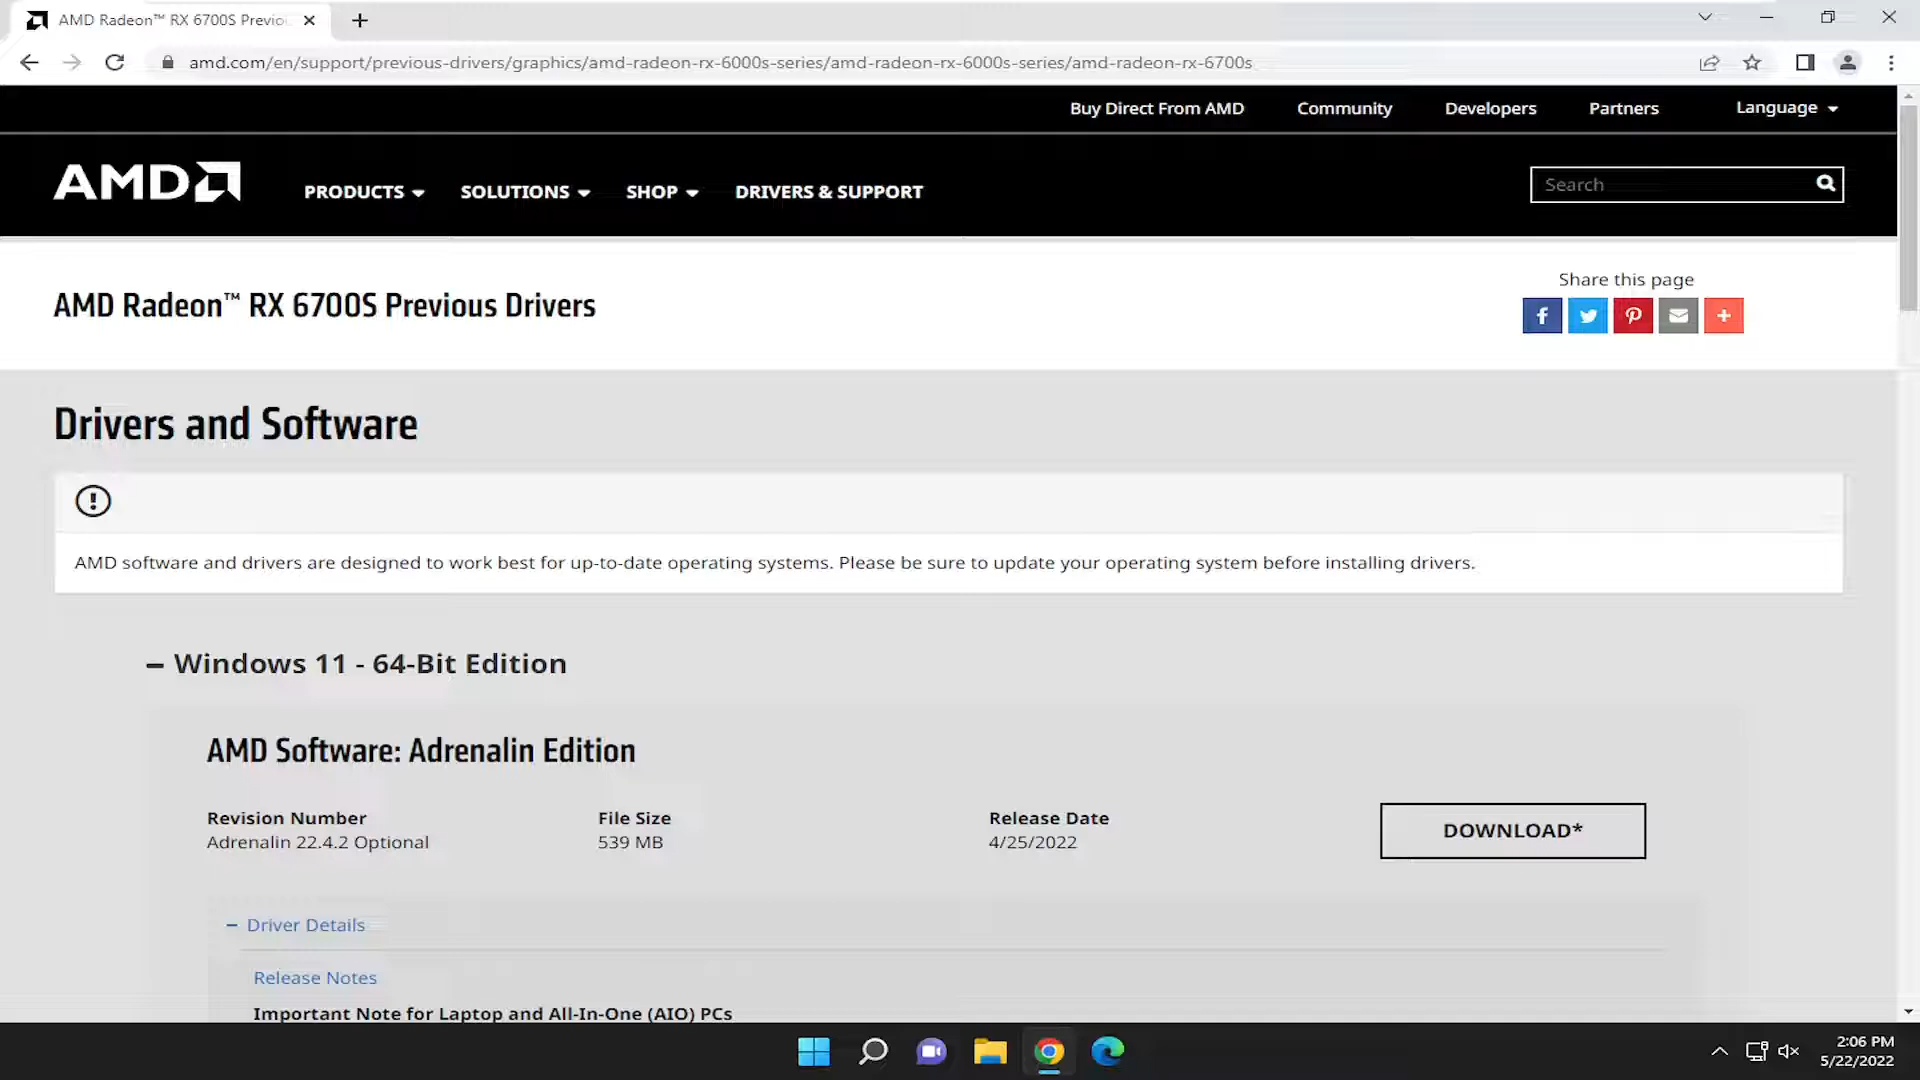 AMD Radeon™ RX 6700S Previo
amd.com/en/support/previous-drivers/graphics/amd-radeon-rx-6000s-series/amd-radeon-rx-6000s-series/amd-radeon-rx-6700s
Buy Direct From AMD Community Developers Partners Language
AMD PRODUCTS SOLUTIONS SHOP DRIVERS & SUPPORT Search
Share this page
AMD Radeon™ RX 6700S Previous Drivers
Drivers and Software
AMD software and drivers are designed to work best for up-to-date operating systems. Please be sure to update your operating system before installing drivers.
– Windows 11 - 64-Bit Edition
AMD Software: Adrenalin Edition
Revision Number File Size Release Date
Adrenalin 22.4.2 Optional 539 MB 4/25/2022
DOWNLOAD*
– Driver Details
Release Notes
Important Note for Laptop and All-In-One (AIO) PCs
2:06 PM
5/22/2022